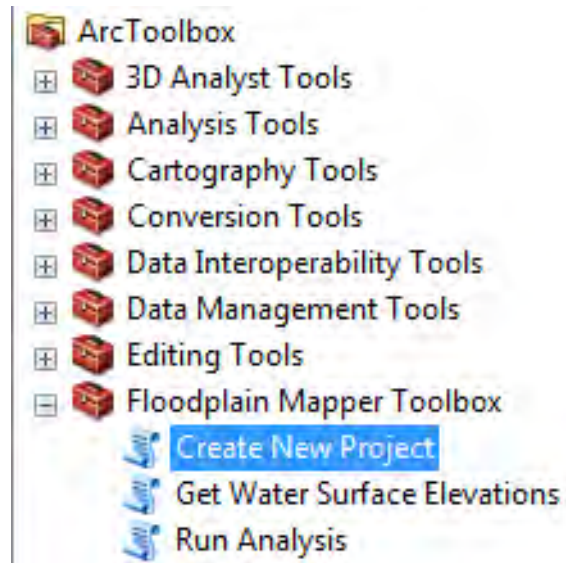 ArcToolbox
3D Analyst Tools
Analysis Tools
Cartography Tools
Conversion Tools
Data Interoperability Tools
Data Management Tools
Editing Tools
Floodplain Mapper Toolbox
Create New Project
Get Water Surface Elevations
Run Analysis